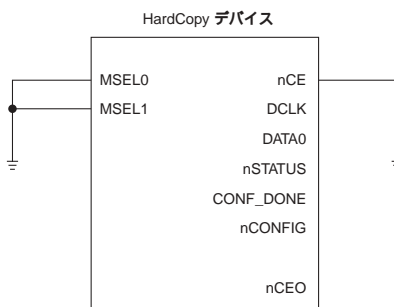 HardCopy デバイス
MSEL0
nCE
MSEL1
DCLK
DATA0
nSTATUS
CONF_DONE
nCONFIG
nCEO